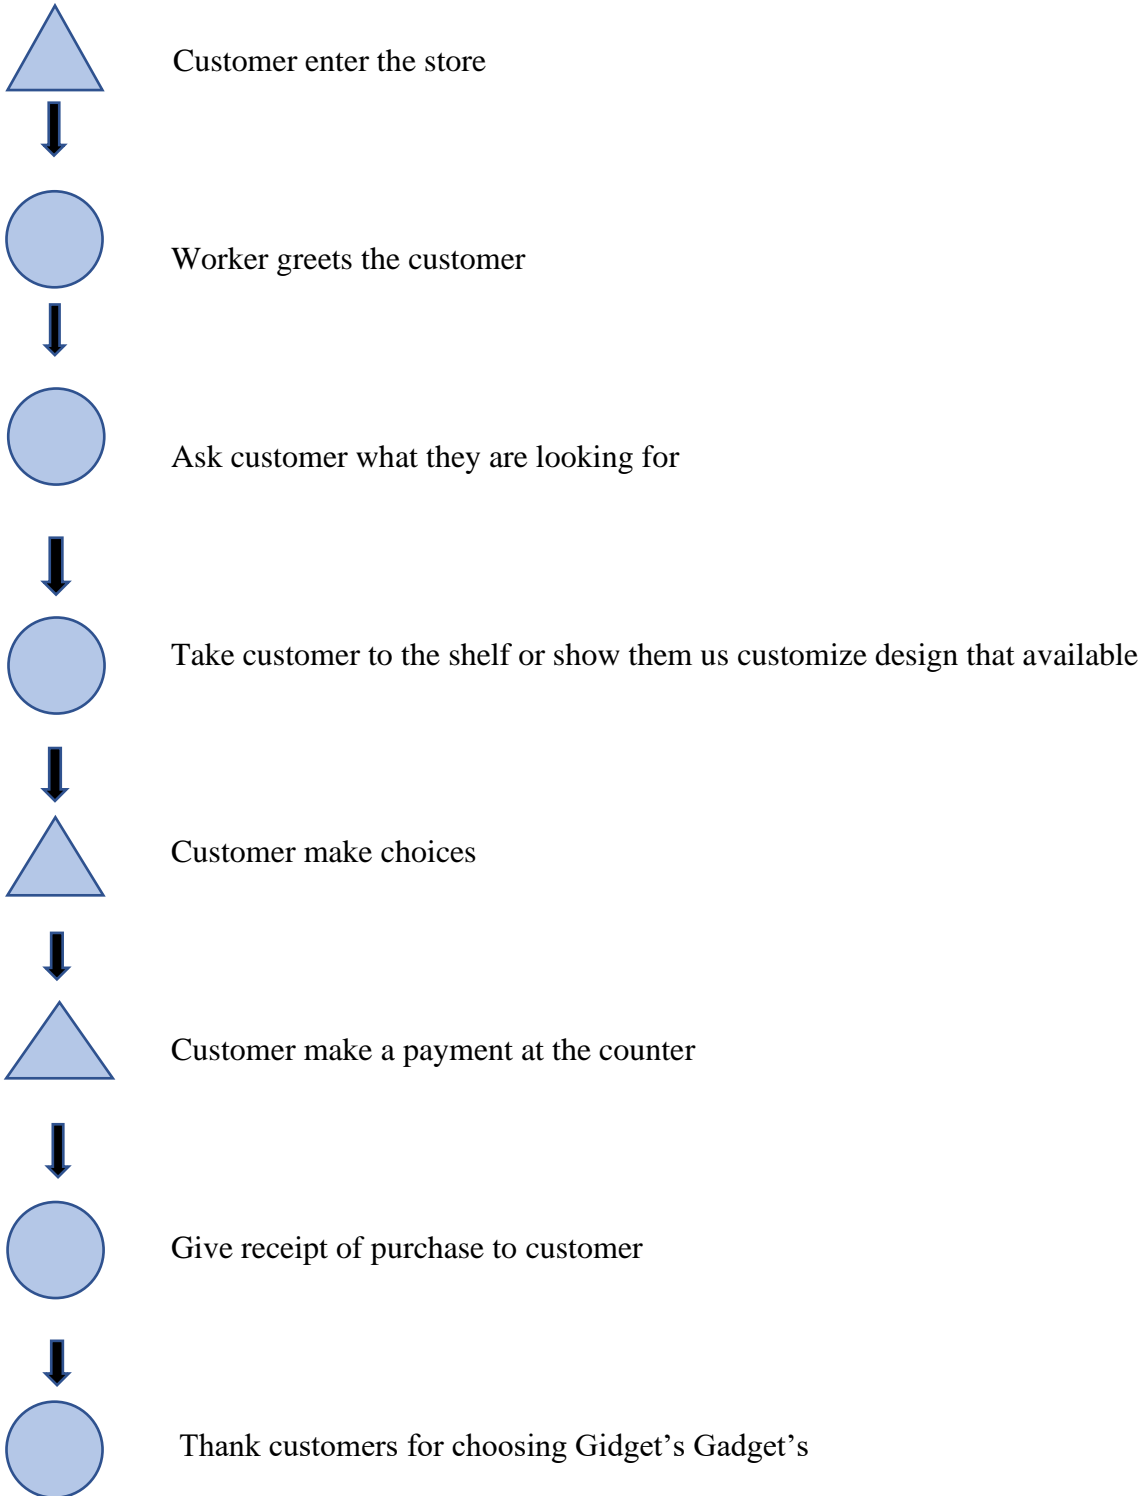 Customer enter the store
Worker greets the customer
Ask customer what they are looking for
Take customer to the shelf or show them us customize design that available
Customer make choices
Customer make a payment at the counter
Give receipt of purchase to customer
Thank customers for choosing Gidget’s Gadget’s